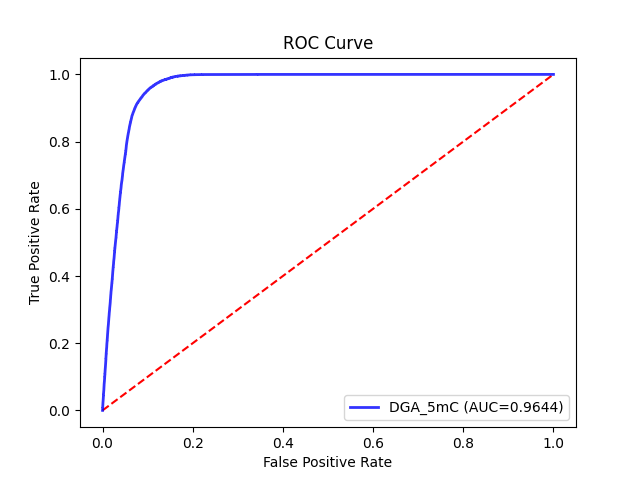 ROC Curve
True Positive Rate
1.0
0.8
0.6
0.4
0.2
0.0
DGA_5mC (AUC=0.9644)
0.0 0.2 0.4 0.6 0.8 1.0
False Positive Rate